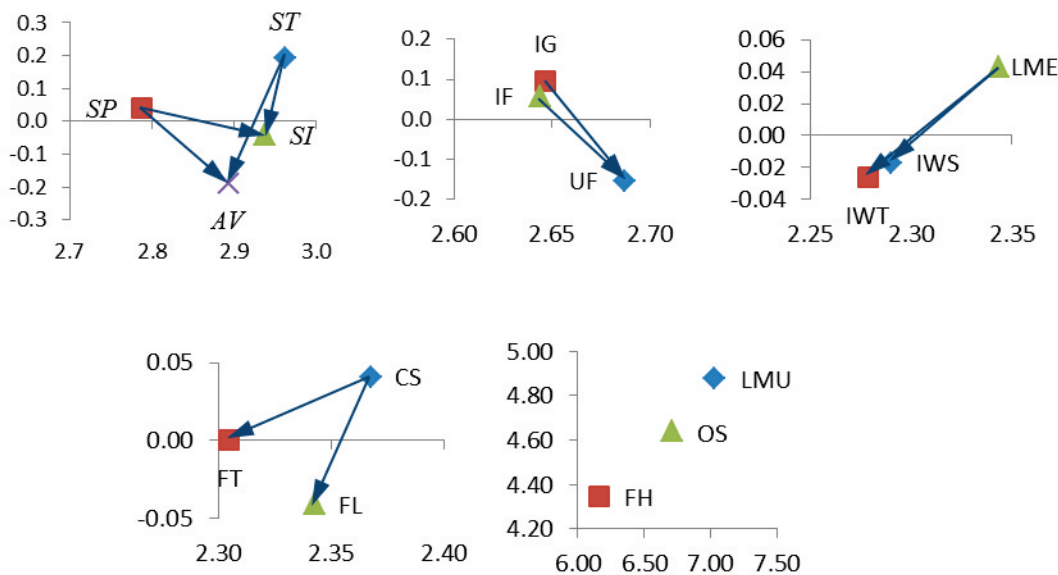 0.3
0.2
0.1
0.0
-0.1
-0.2
-0.3
2.7 2.8 2.9 3.0
ST
SP
SI
AV
0.2
0.1
0.0
-0.1
-0.2
2.60 2.65 2.70
IG
IF
UF
0.06
0.04
0.02
0.00
-0.02
-0.04
2.25 2.30 2.35
LME
IWS
IWT
0.05
0.00
-0.05
2.30 2.35 2.40
CS
FT
FL
5.00
4.80
4.60
4.40
4.20
6.00 6.50 7.00 7.50
LMU
OS
FH